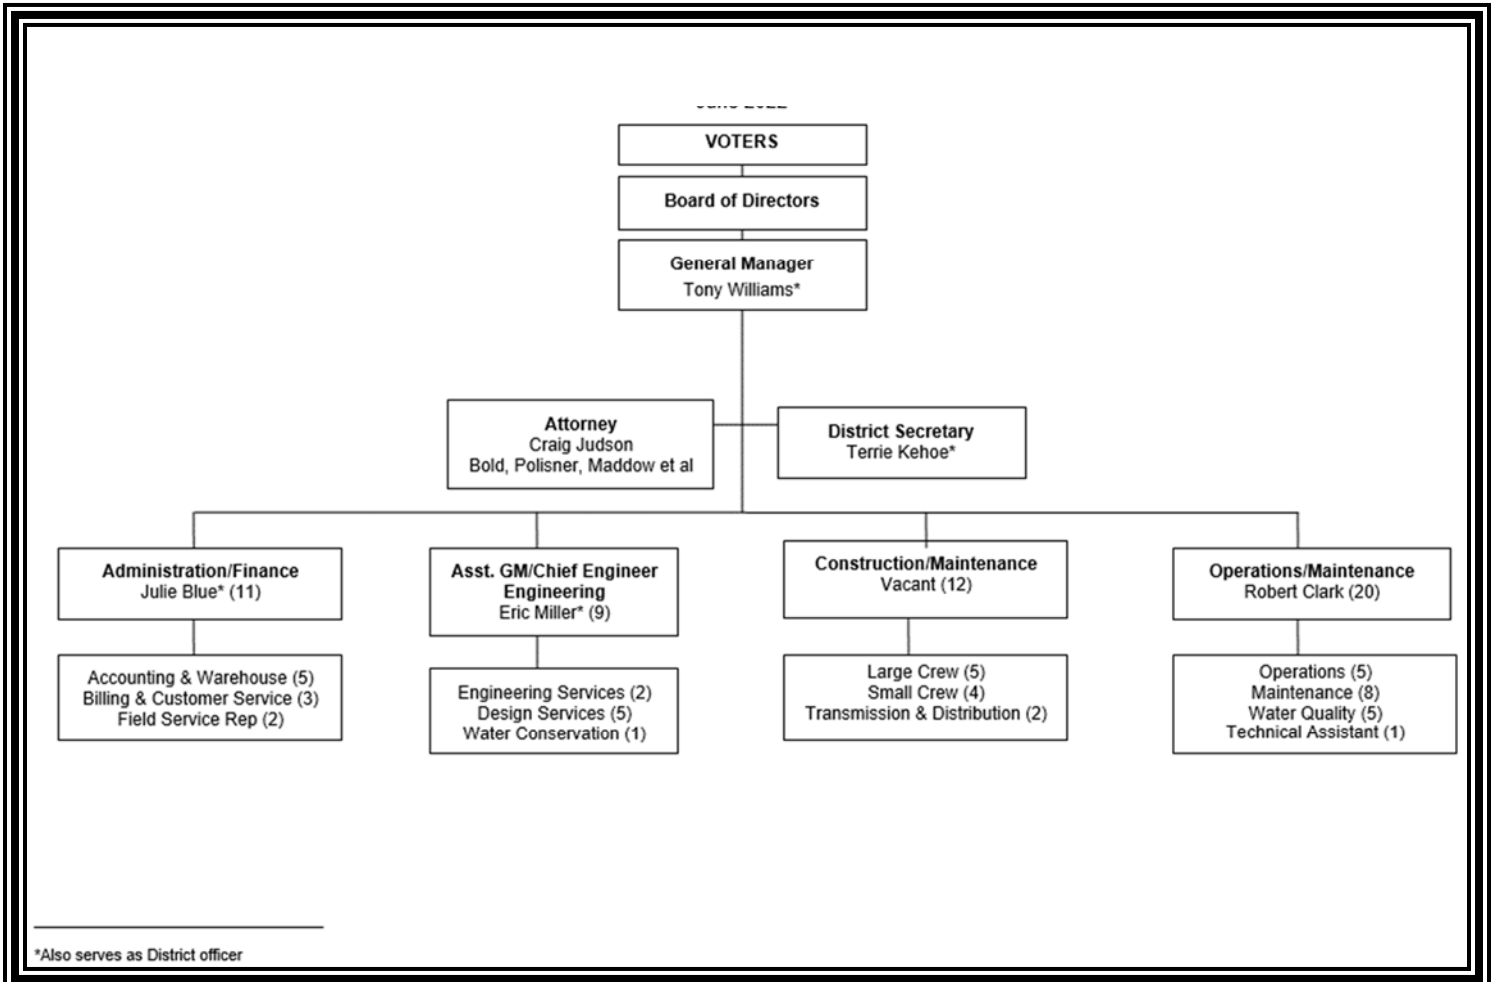 VOTERS
Board of Directors
General Manager
Tony Williams*
Attorney
Craig Judson
Bold, Polisner, Maddow et al
District Secretary
Terrie Kehoe*
Administration/Finance
Julie Blue* (11)
Asst. GM/Chief Engineer
Engineering
Eric Miller* (9)
Construction/Maintenance
Vacant (12)
Operations/Maintenance
Robert Clark (20)
Accounting & Warehouse (5)
Billing & Customer Service (3)
Field Service Rep (2)
Engineering Services (2)
Design Services (5)
Water Conservation (1)
Large Crew (5)
Small Crew (4)
Transmission & Distribution (2)
Operations (5)
Maintenance (8)
Water Quality (5)
Technical Assistant (1)
*Also serves as District officer